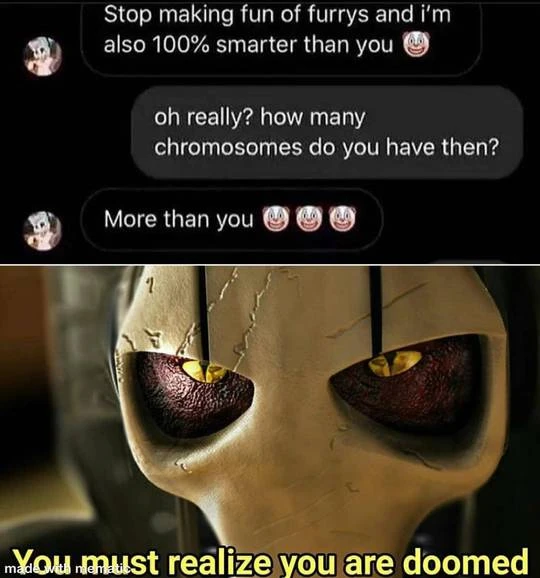 Stop making fun of furrys and i'm
also 100% smarter than you 🤡
oh really? how many
chromosomes do you have then?
More than you 🤡🤡🤡
You must realize you are doomed
made with mematic